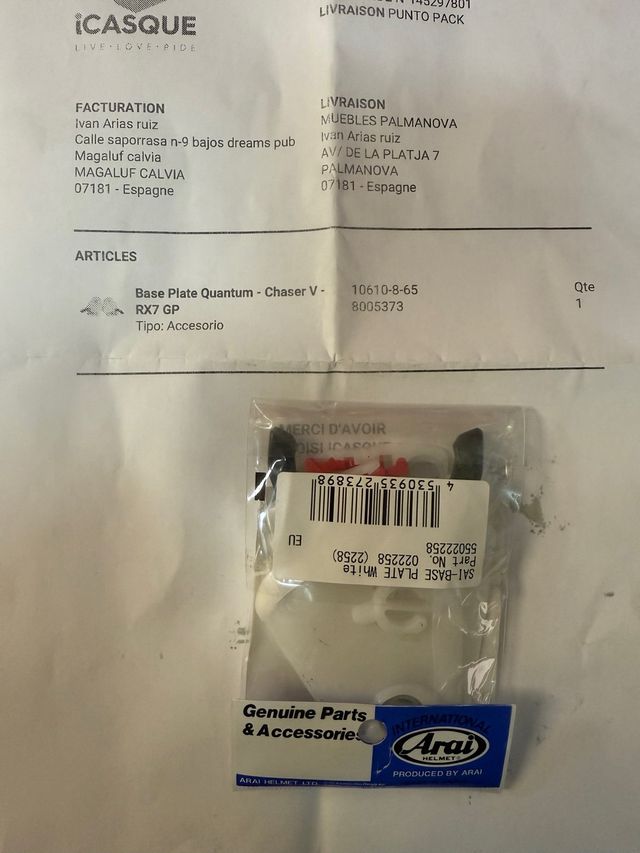 iCASQUE
LIVE·LOVE·RIDE
145297801
LIVRAISON PUNTO PACK
FACTURATION
Ivan Arias ruiz
Calle saporrasa n-9 bajos dreams pub
Magaluf calvia
MAGALUF CALVIA
07181 - Espagne
LIVRAISON
MUEBLES PALMANOVA
Ivan Arias ruiz
AV/ DE LA PLATJA 7
PALMANOVA
07181 - Espagne
ARTICLES
Base Plate Quantum - Chaser V -
RX7 GP
Tipo: Accesorio
10610-8-65
8005373
Qte
1
MERCI D'AVOIR
CHOISI ICASQUE
SAI-BASE PLATE White
Part No. 022258 (2258)
55022258
EU
4 530935 273898
Genuine Parts
& Accessories
ARAI HELMET LTD.
INTERNATIONAL
Arai
HELMET
PRODUCED BY ARAI